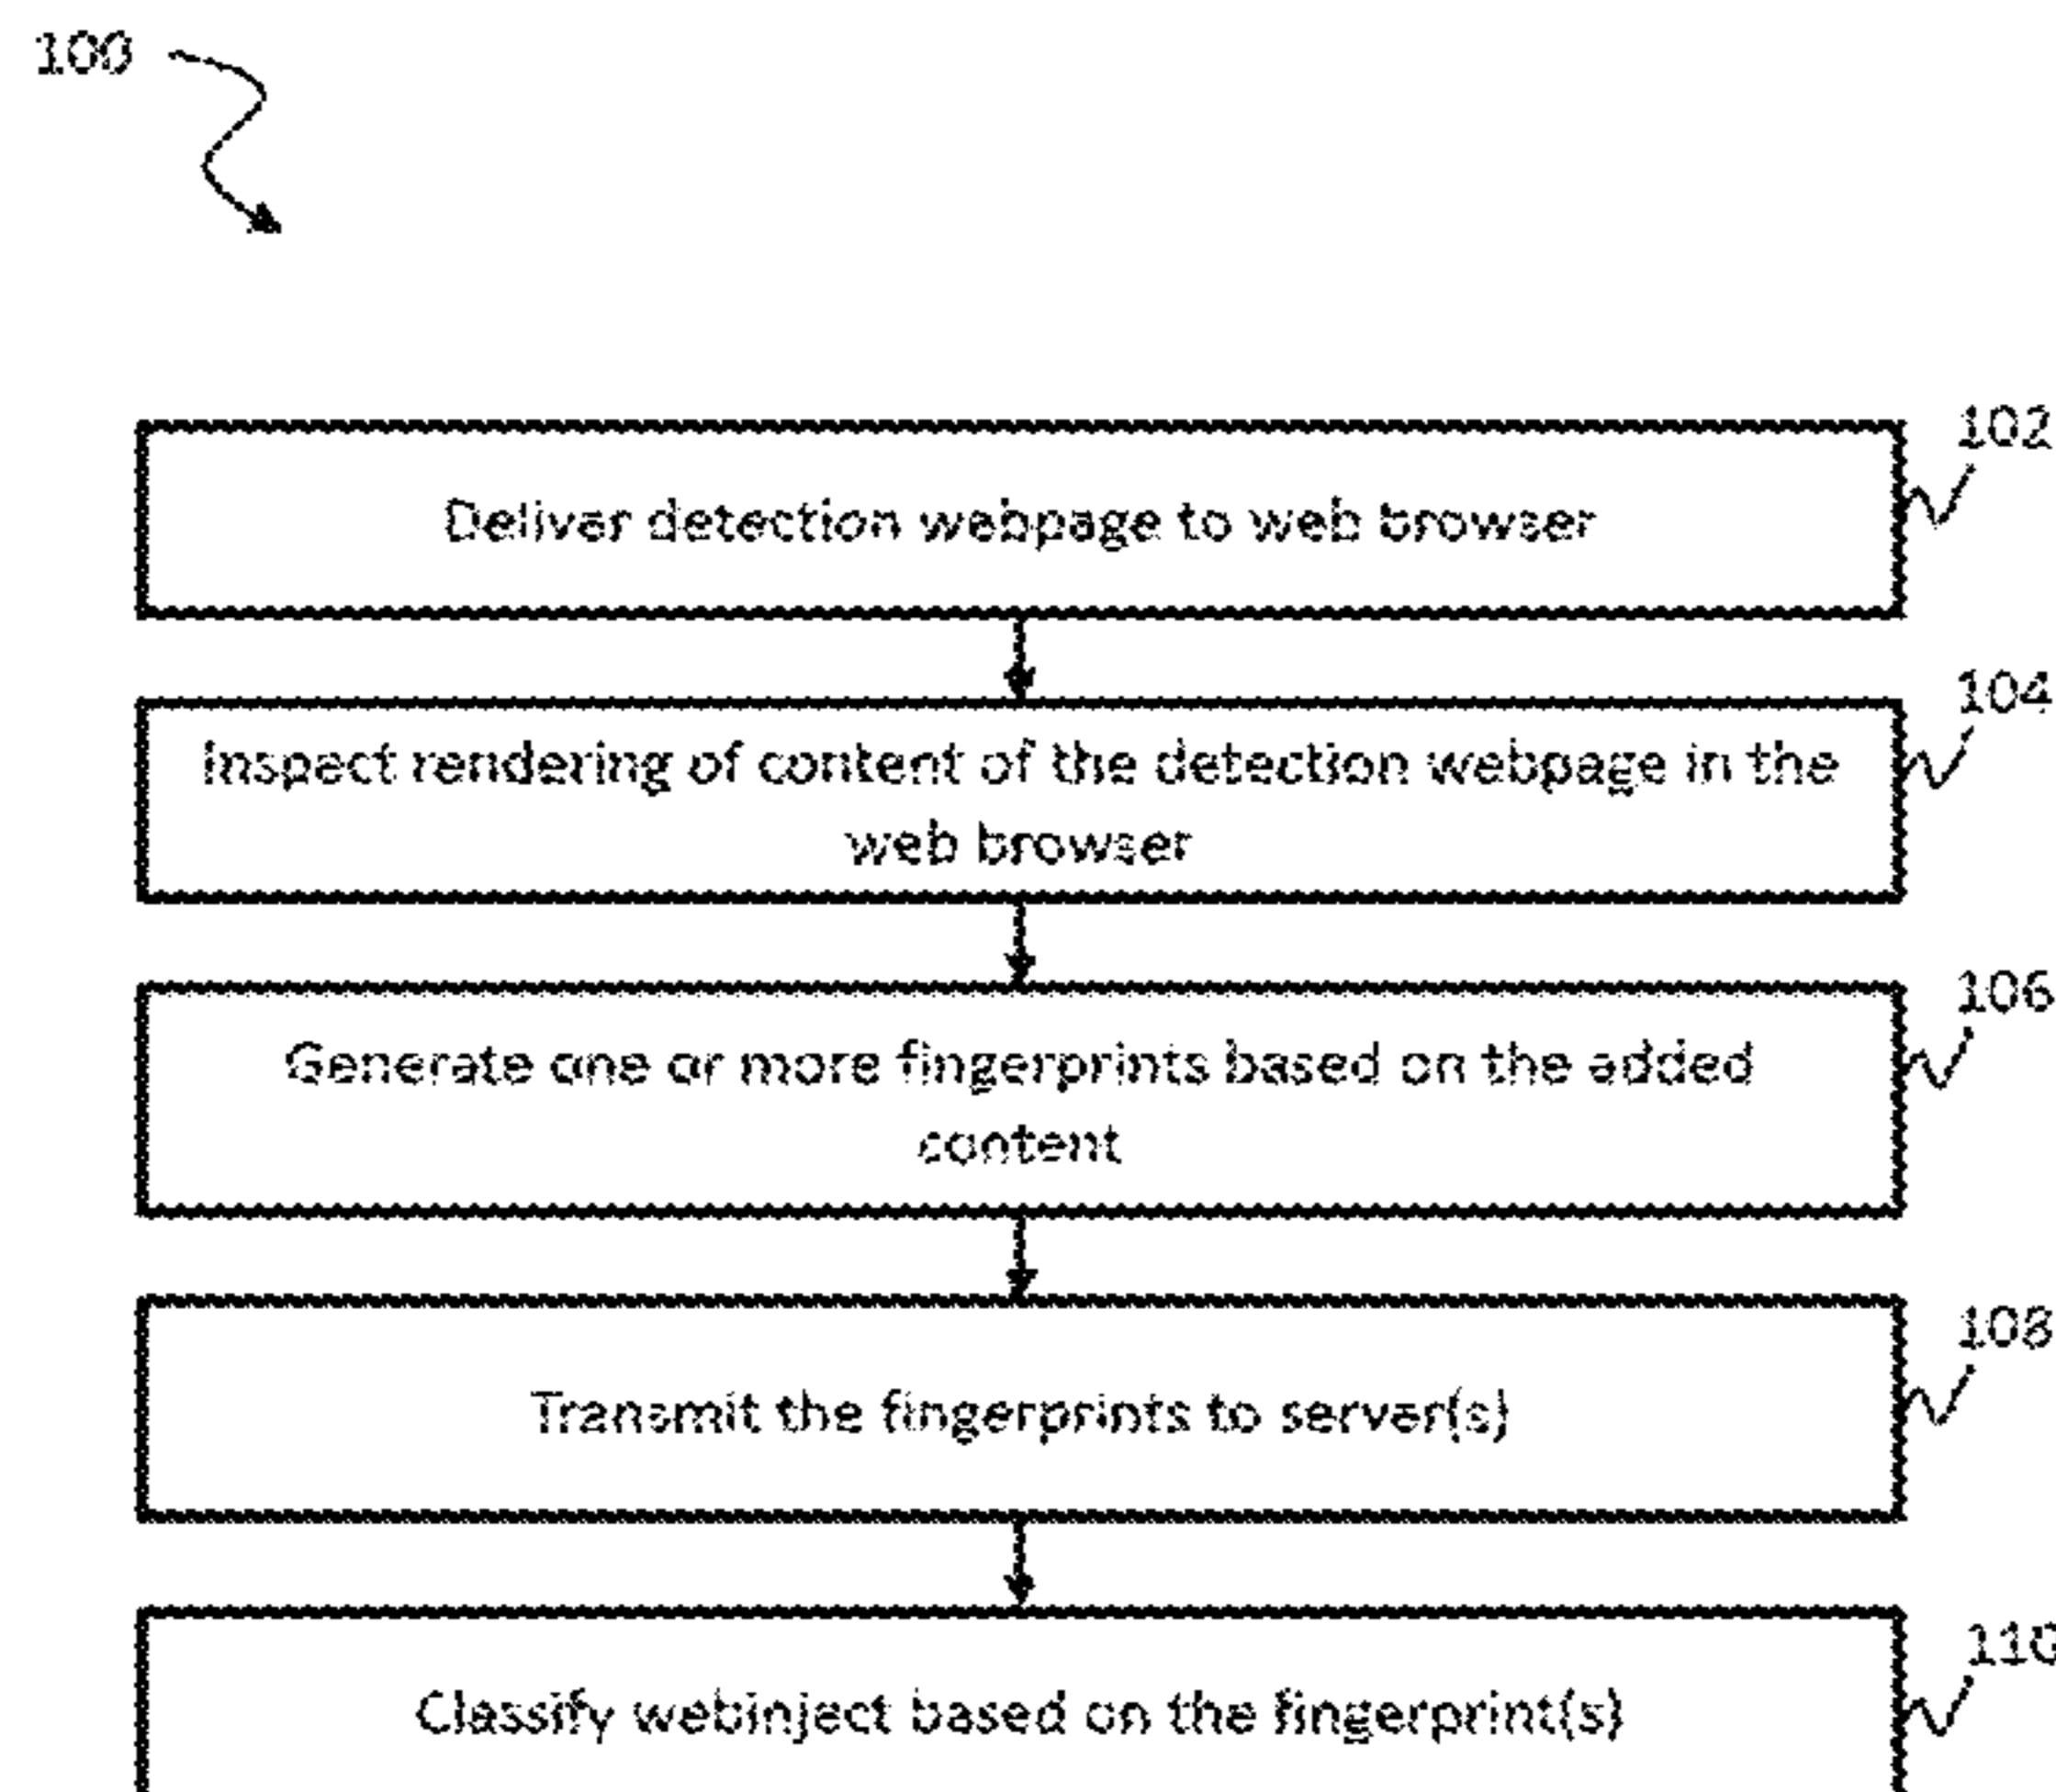 100
102
Deliver detection webpage to web browser
104
Inspect rendering of content of the detection webpage in the
web browser
106
Generate one or more fingerprints based on the added
content
108
Transmit the fingerprints to server(s)
110
Classify webinject based on the fingerprint(s)